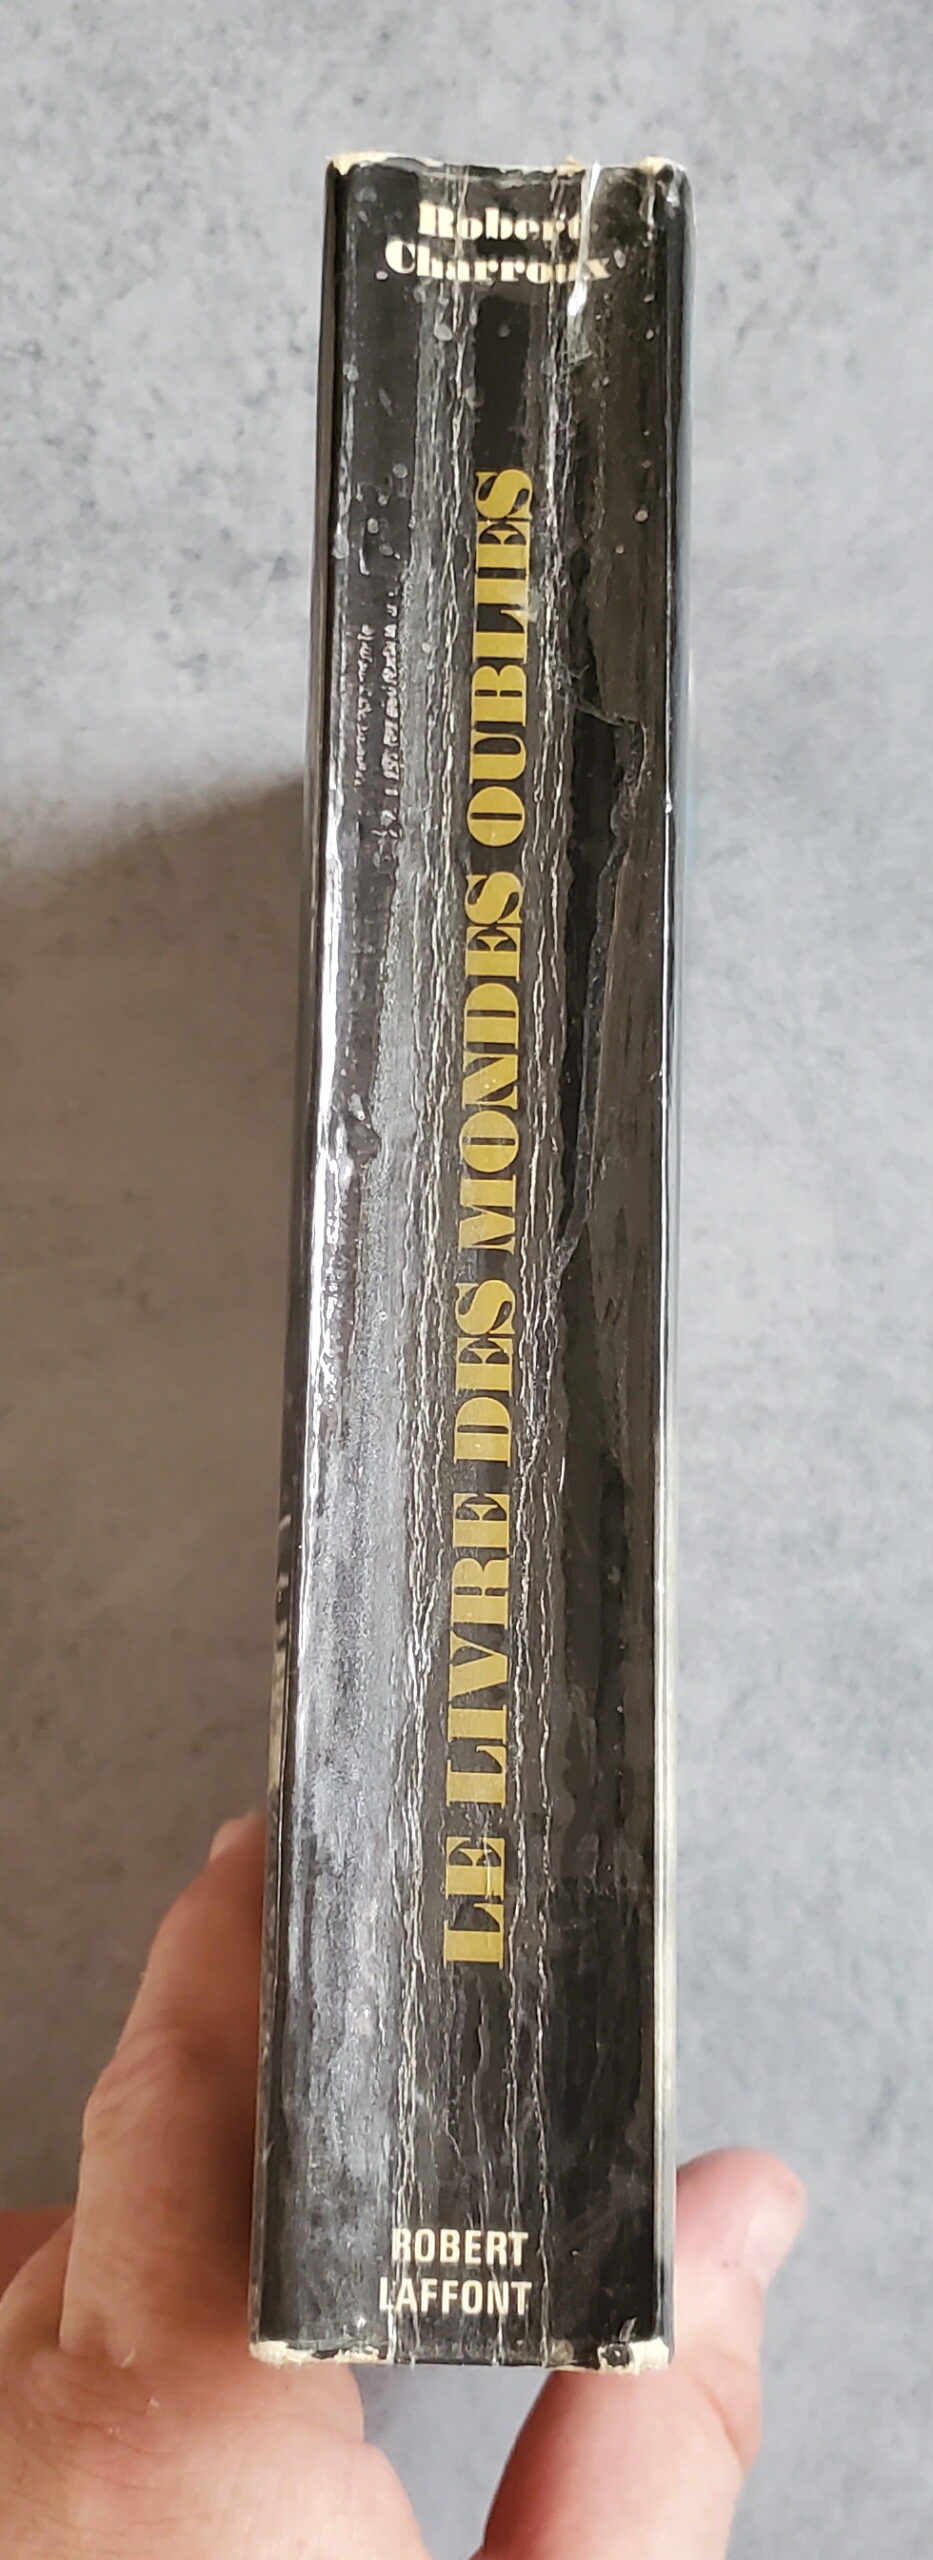 Robert
Charroux
LE LIVRE DES MONDES OUBLIES
ROBERT
LAFFONT